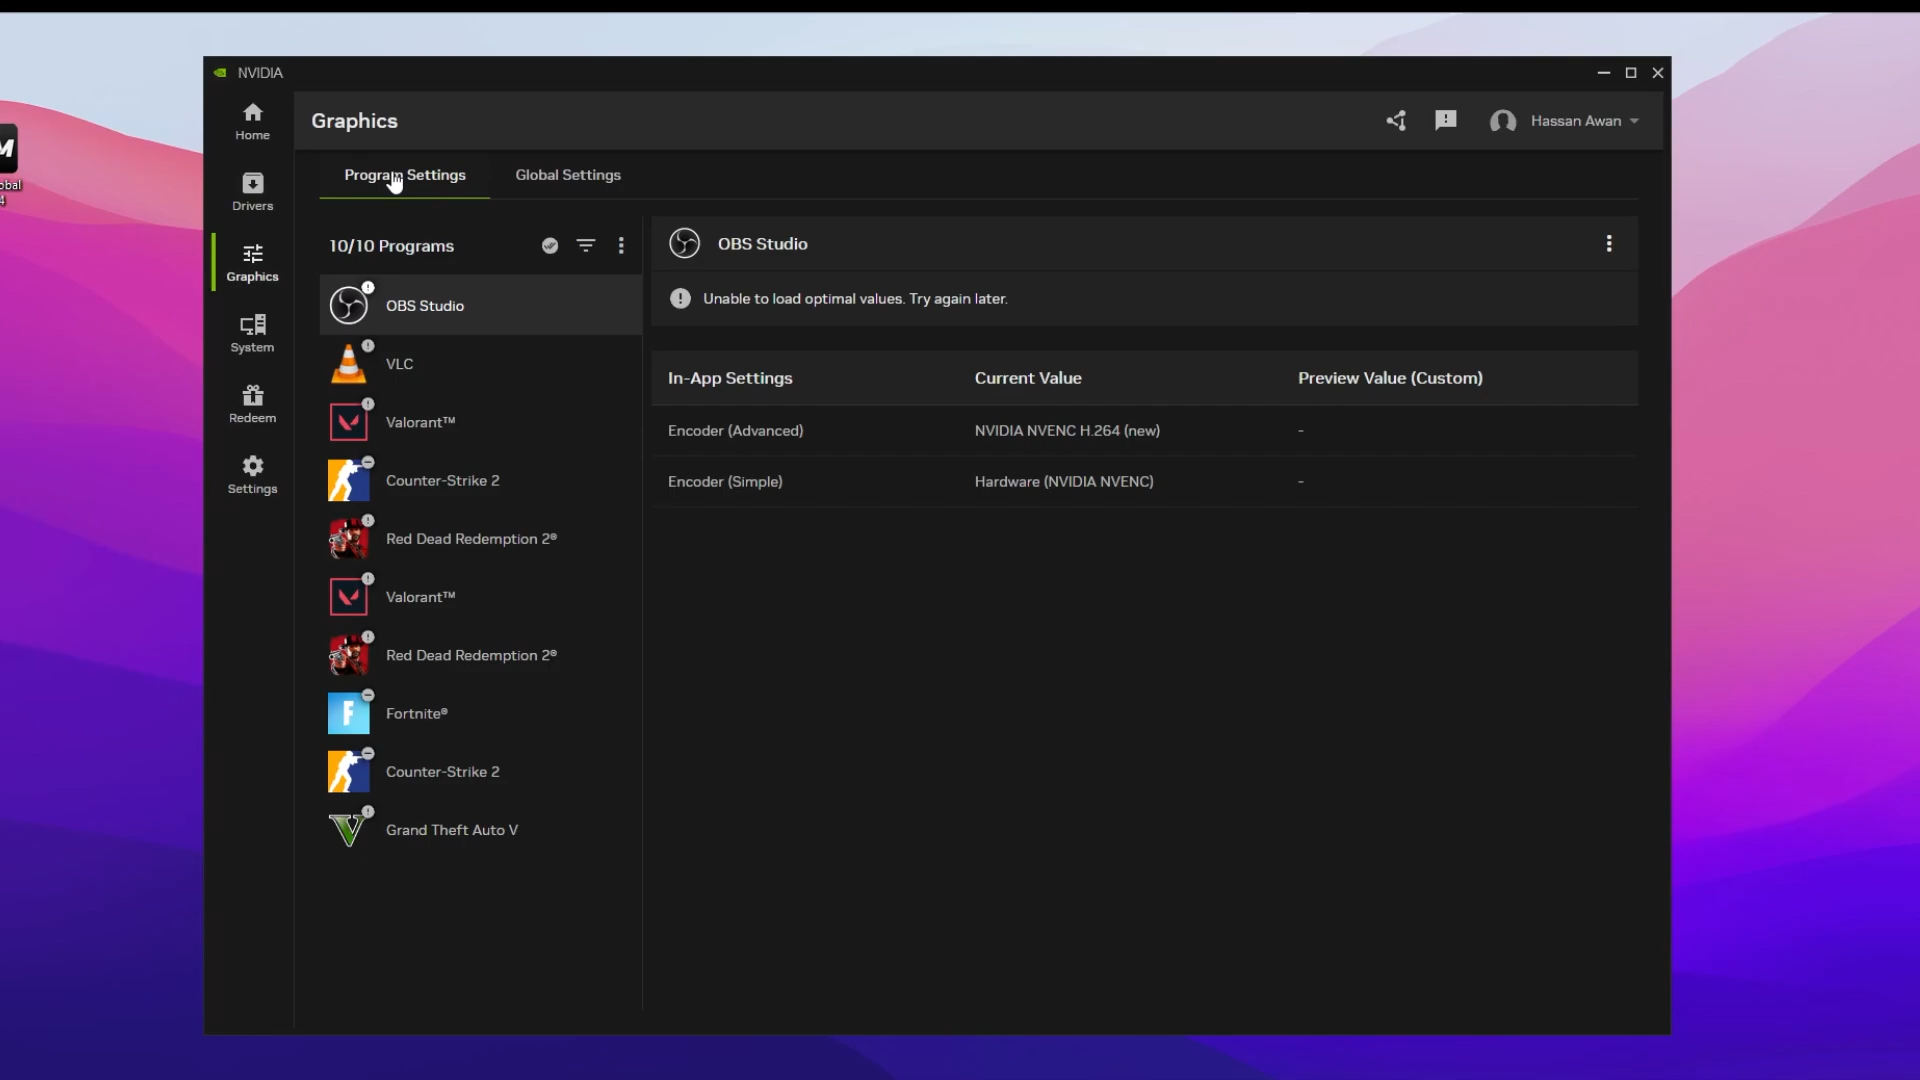 NVIDIA
Home
Drivers
Graphics
System
Redeem
Settings
Graphics
Hassan Awan
Program Settings
Global Settings
10/10 Programs
OBS Studio
VLC
Valorant™
Counter-Strike 2
Red Dead Redemption 2®
Valorant™
Red Dead Redemption 2®
Fortnite®
Counter-Strike 2
Grand Theft Auto V
OBS Studio
Unable to load optimal values. Try again later.
In-App Settings Current Value Preview Value (Custom)
Encoder (Advanced) NVIDIA NVENC H.264 (new) -
Encoder (Simple) Hardware (NVIDIA NVENC) -